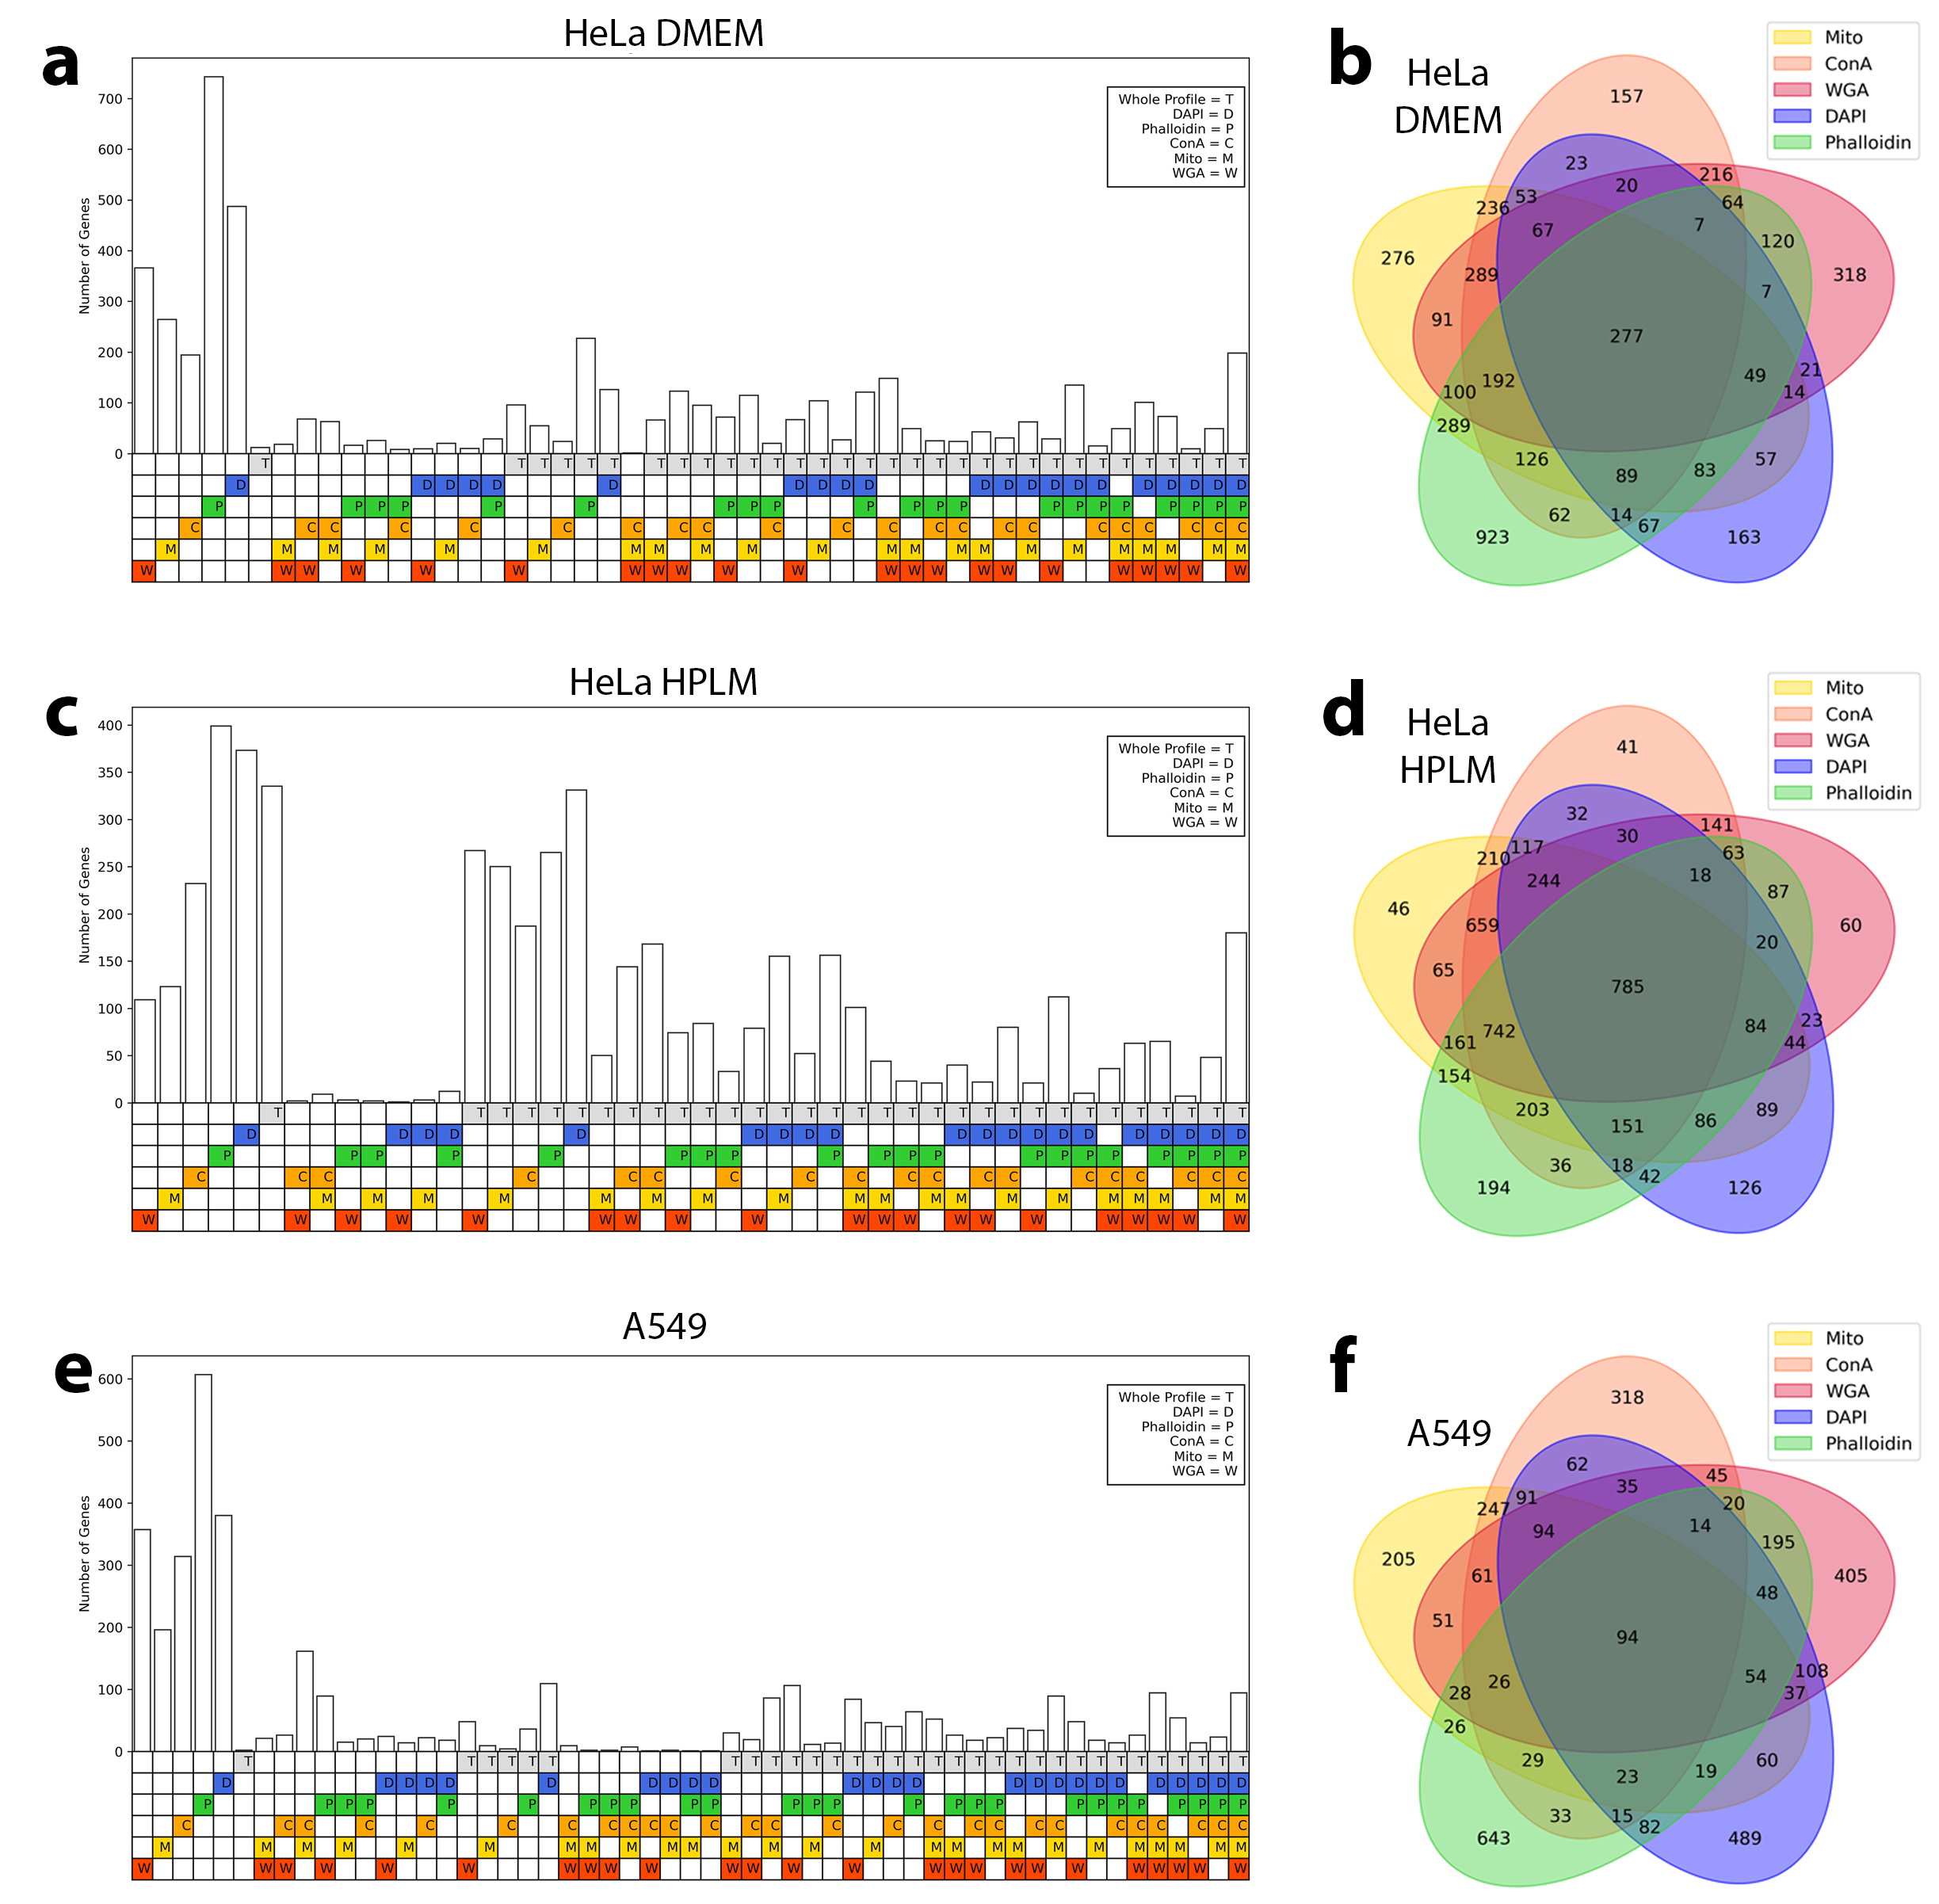 a
HeLa DMEM
Number of Genes
700
600
500
400
300
200
100
0
Whole Profile = T
DAPI = D
Phalloidin = P
ConA = C
Mito = M
WGA = W
T T T T T T T T T T T T T T T T T T T T T T T T T T T T T T T T
D D D D D D D D D D D D D D D D D D D D D
P P P P P P P P P P P P P P P P P P P P P
C C C C C C C C C C C C C C C C C C C C C C
M M M M M M M M M M M M M M M M M M M M M M
W W W W W W W W W W W W W W W W W W W W W W
b
HeLa
DMEM
Mito
ConA
WGA
DAPI
Phalloidin
157
23
216
20
53
64
236
7
67
120
276
289
318
7
91
277
49
21
192
100
14
289
126
57
83
89
62
14
67
923
163
c
HeLa HPLM
Number of Genes
400
350
300
250
200
150
100
50
0
Whole Profile = T
DAPI = D
Phalloidin = P
ConA = C
Mito = M
WGA = W
T T T T T T T T T T T T T T T T T T T T T T T T T T T T T T T T
D D D D D D D D D D D D D D D D D D D D
P P P P P P P P P P P P P P P P P P P P
C C C C C C C C C C C C C C C C C C C
M M M M M M M M M M M M M M M M M M M M
W W W W W W W W W W W W W W W W W W W W
d
HeLa
HPLM
Mito
ConA
WGA
DAPI
Phalloidin
41
32
141
30
117
63
210
18
244
87
46
659
60
20
65
785
84
23
742
161
44
154
203
89
86
151
36
18
42
194
126
e
A549
Number of Genes
600
500
400
300
200
100
0
Whole Profile = T
DAPI = D
Phalloidin = P
ConA = C
Mito = M
WGA = W
T T T T T T T T T T T T T T T T T T T T T T T T T T T T T T T T
D D D D D D D D D D D D D D D D D D D D D D D D D
P P P P P P P P P P P P P P P P P P P P P P P P P P
C C C C C C C C C C C C C C C C C C C C C C C C C C C
M M M M M M M M M M M M M M M M M M M M M M M M M M
W W W W W W W W W W W W W W W W W W W W W W W W W
f
A549
Mito
ConA
WGA
DAPI
Phalloidin
318
62
45
35
91
20
247
14
94
195
205
61
405
48
51
94
54
108
26
28
37
26
29
60
19
23
33
15
82
643
489